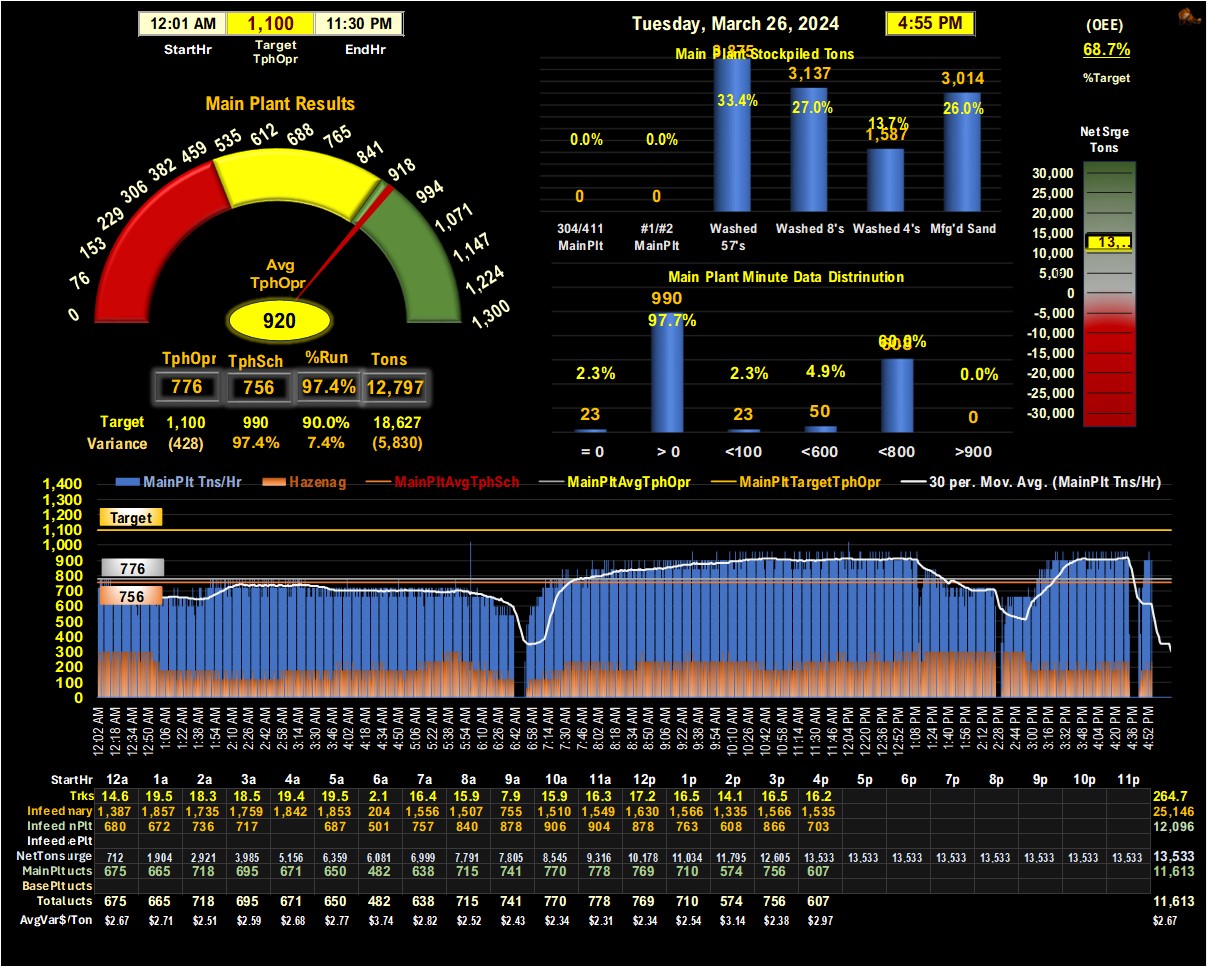 12:01 AM 1,100 11:30 PM
StartHr Target TphOpr EndHr
Tuesday, March 26, 2024 4:55 PM
(OEE)
68.7%
%Target
Main Plant Results
0 76 153 229 306 382 459 535 612 688 765 841 918 994 1,071 1,147 1,224 1,300
Avg
TphOpr
920
TphOpr TphSch %Run Tons
776 756 97.4% 12,797
Target 1,100 990 90.0% 18,627
Variance (428) 97.4% 7.4% (5,830)
Main Plant Stockpiled Tons
3,875 3,137 1,587 3,014
0.0% 0.0% 33.4% 27.0% 13.7% 26.0%
0 0
304/411 MainPlt #1/#2 MainPlt Washed 57's Washed 8's Washed 4's Mfg'd Sand
Main Plant Minute Data Distrinution
990
97.7%
2.3% 2.3% 4.9% 0.0%
23 23 50 0
= 0 > 0 <100 <600 <800 >900
NetSrge
Tons
30,000
25,000
20,000
15,000
13,..
10,000
5,000
0
-5,000
-10,000
-15,000
-20,000
-25,000
-30,000
MainPlt Tns/Hr Hazenag MainPltAvgTphSch MainPltAvgTphOpr MainPltTargetTphOpr 30 per. Mov. Avg. (MainPlt Tns/Hr)
1,400
1,300
1,200
1,100
1,000
900
800
700
600
500
400
300
200
100
0
Target
776
756
12:02 AM 12:18 AM 12:34 AM 12:50 AM 1:06 AM 1:22 AM 1:38 AM 1:54 AM 2:10 AM 2:26 AM 2:42 AM 2:58 AM 3:14 AM 3:30 AM 3:46 AM 4:02 AM 4:18 AM 4:34 AM 4:50 AM 5:06 AM 5:22 AM 5:38 AM 5:54 AM 6:10 AM 6:26 AM 6:42 AM 6:58 AM 7:14 AM 7:30 AM 7:46 AM 8:02 AM 8:18 AM 8:34 AM 8:50 AM 9:06 AM 9:22 AM 9:38 AM 9:54 AM 10:10 AM 10:26 AM 10:42 AM 10:58 AM 11:14 AM 11:30 AM 11:46 AM 12:04 PM 12:20 PM 12:36 PM 12:52 PM 1:08 PM 1:24 PM 1:40 PM 1:56 PM 2:12 PM 2:28 PM 2:44 PM 3:00 PM 3:16 PM 3:32 PM 3:48 PM 4:04 PM 4:20 PM 4:36 PM 4:52 PM
StartHr 12a 1a 2a 3a 4a 5a 6a 7a 8a 9a 10a 11a 12p 1p 2p 3p 4p 5p 6p 7p 8p 9p 10p 11p
Trks 14.6 19.5 18.3 18.5 19.4 19.5 2.1 16.4 15.9 7.9 15.9 16.3 17.2 16.5 14.1 16.5 16.2 264.7
Infeed nary 1,387 1,857 1,735 1,759 1,842 1,853 204 1,556 1,507 755 1,510 1,549 1,630 1,566 1,335 1,566 1,535 25,146
Infeed nPlt 680 672 736 717 687 501 757 840 878 906 904 878 763 608 866 703 12,096
Infeed ePlt
NetTons urge 712 1,904 2,921 3,985 5,156 6,359 6,081 6,999 7,791 7,805 8,545 9,316 10,178 11,034 11,795 12,605 13,533 13,533 13,533 13,533 13,533 13,533 13,533 13,533 13,533
MainPlt ucts 675 665 718 695 671 650 482 638 715 741 770 778 769 710 574 756 607 11,613
BasePlt ucts
Total ucts 675 665 718 695 671 650 482 638 715 741 770 778 769 710 574 756 607 11,613
AvgVar$/Ton $2.67 $2.71 $2.51 $2.59 $2.68 $2.77 $3.74 $2.82 $2.52 $2.43 $2.34 $2.31 $2.34 $2.54 $3.14 $2.38 $2.97 $2.67